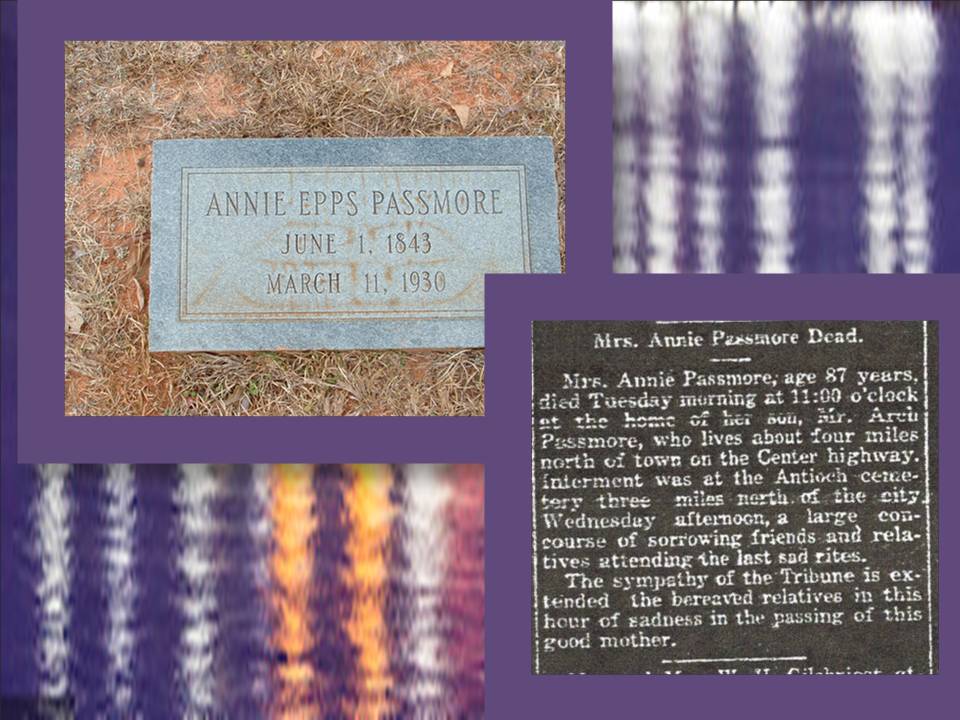 ANNIE EPPS PASSMORE
JUNE 1, 1843
MARCH 11, 1930
Mrs. Annie Passmore Dead.
Mrs. Annie Passmore, age 87 years,
died Tuesday morning at 11:00 o'clock
at the home of her son, Mr. Arch
Passmore, who lives about four miles
north of town on the Center highway.
Interment was at the Antioch ceme-
tery three miles north of the city
Wednesday afternoon, a large con-
course of sorrowing friends and rela-
tives attending the last sad rites.
The sympathy of the Tribune is ex-
tended the bereaved relatives in this
hour of sadness in the passing of this
good mother.